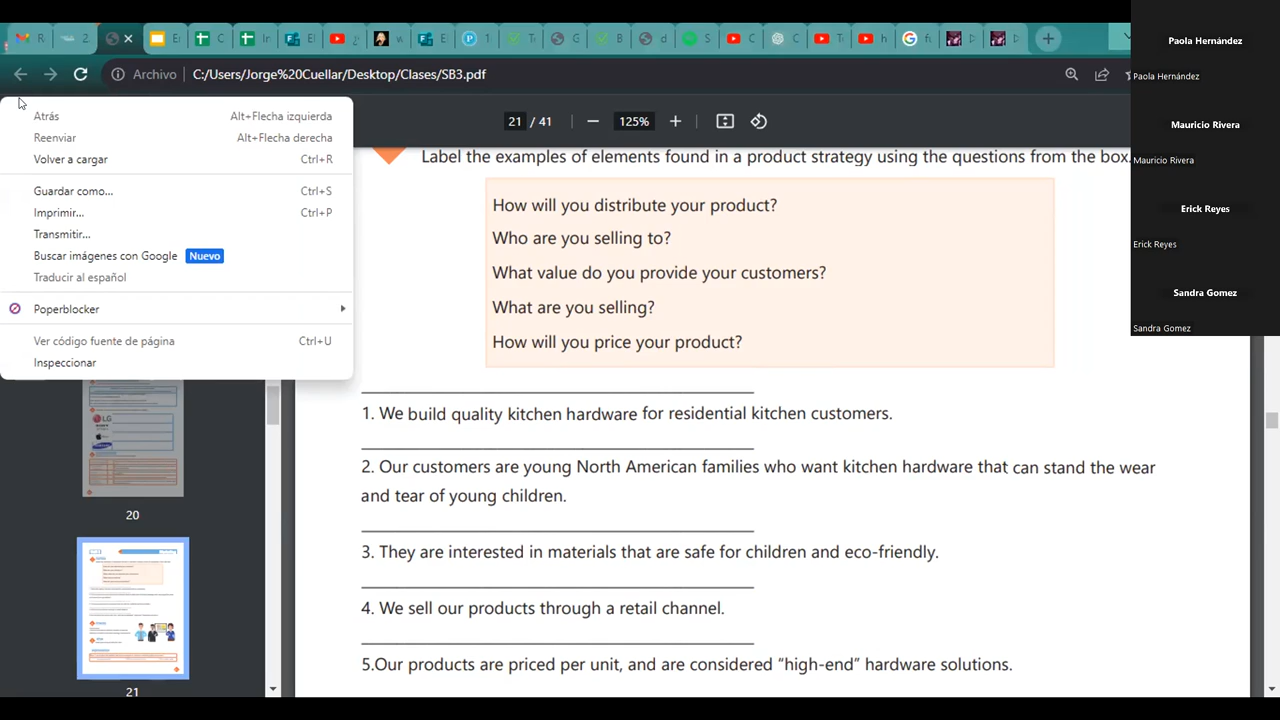 R
2
E
C
Ir
E
g
v
E
1
T
G
B
d
S
C
C
T
h
f
D
D
Archivo C:/Users/Jorge%20Cuellar/Desktop/Clases/SB3.pdf
21 / 41 125%
Atrás Alt+Flecha izquierda
Reenviar Alt+Flecha derecha
Volver a cargar Ctrl+R
Guardar como... Ctrl+S
Imprimir... Ctrl+P
Transmitir...
Buscar imágenes con Google Nuevo
Traducir al español
Poperblocker
Ver código fuente de página Ctrl+U
Inspeccionar
20
21
LG
Label the examples of elements found in a product strategy using the questions from the box.
How will you distribute your product?
Who are you selling to?
What value do you provide your customers?
What are you selling?
How will you price your product?
1. We build quality kitchen hardware for residential kitchen customers.
2. Our customers are young North American families who want kitchen hardware that can stand the wear
and tear of young children.
3. They are interested in materials that are safe for children and eco-friendly.
4. We sell our products through a retail channel.
5.Our products are priced per unit, and are considered “high-end” hardware solutions.
Paola Hernández
Paola Hernández
Mauricio Rivera
Mauricio Rivera
Erick Reyes
Erick Reyes
Sandra Gomez
Sandra Gomez